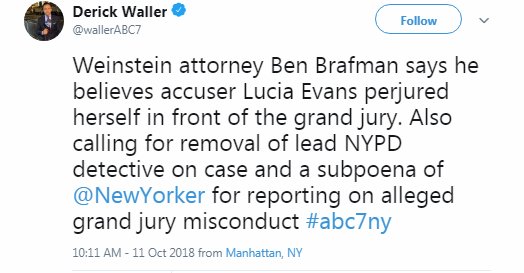 Derick Waller
@wallerABC7
Follow
Weinstein attorney Ben Brafman says he
believes accuser Lucia Evans perjured
herself in front of the grand jury. Also
calling for removal of lead NYPD
detective on case and a subpoena of
@NewYorker for reporting on alleged
grand jury misconduct #abc7ny
10:11 AM - 11 Oct 2018 from Manhattan, NY